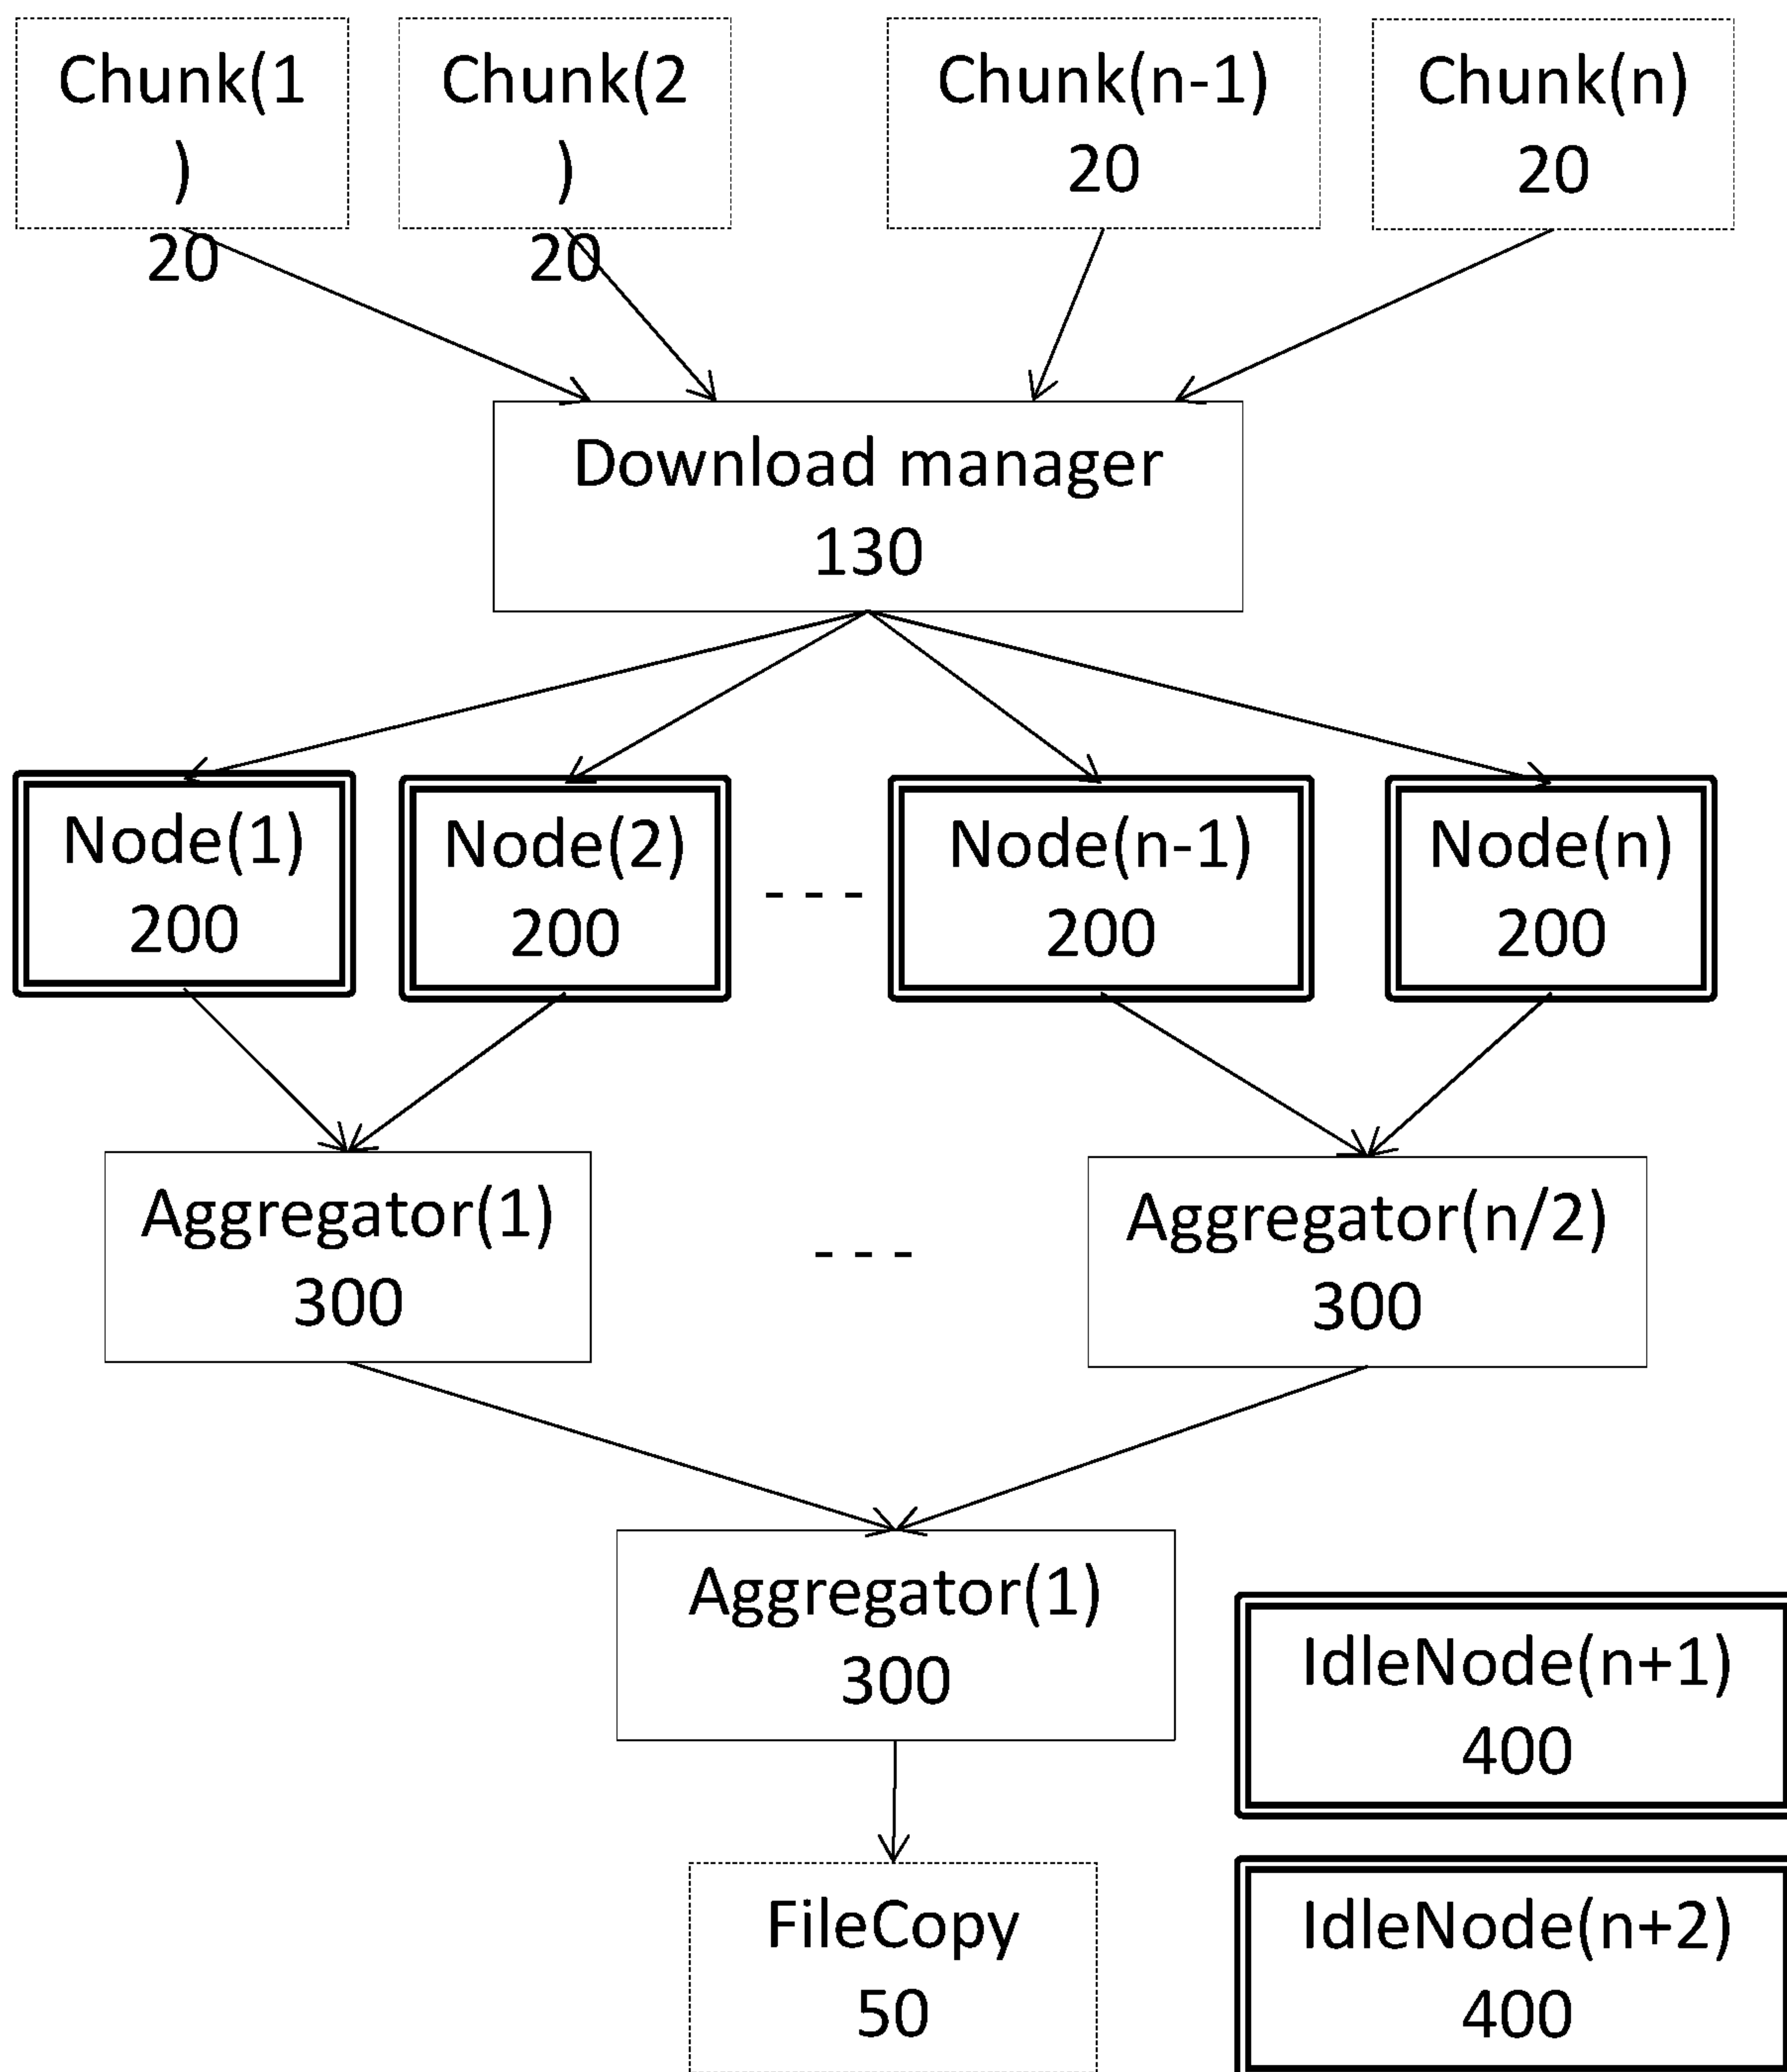 Chunk(1
)
20
Chunk(2
)
20
Chunk(n-1)
20
Chunk(n)
20
Download manager
130
Node(1)
200
Node(2)
200
- - -
Node(n-1)
200
Node(n)
200
Aggregator(1)
300
- - -
Aggregator(n/2)
300
Aggregator(1)
300
IdleNode(n+1)
400
FileCopy
50
IdleNode(n+2)
400